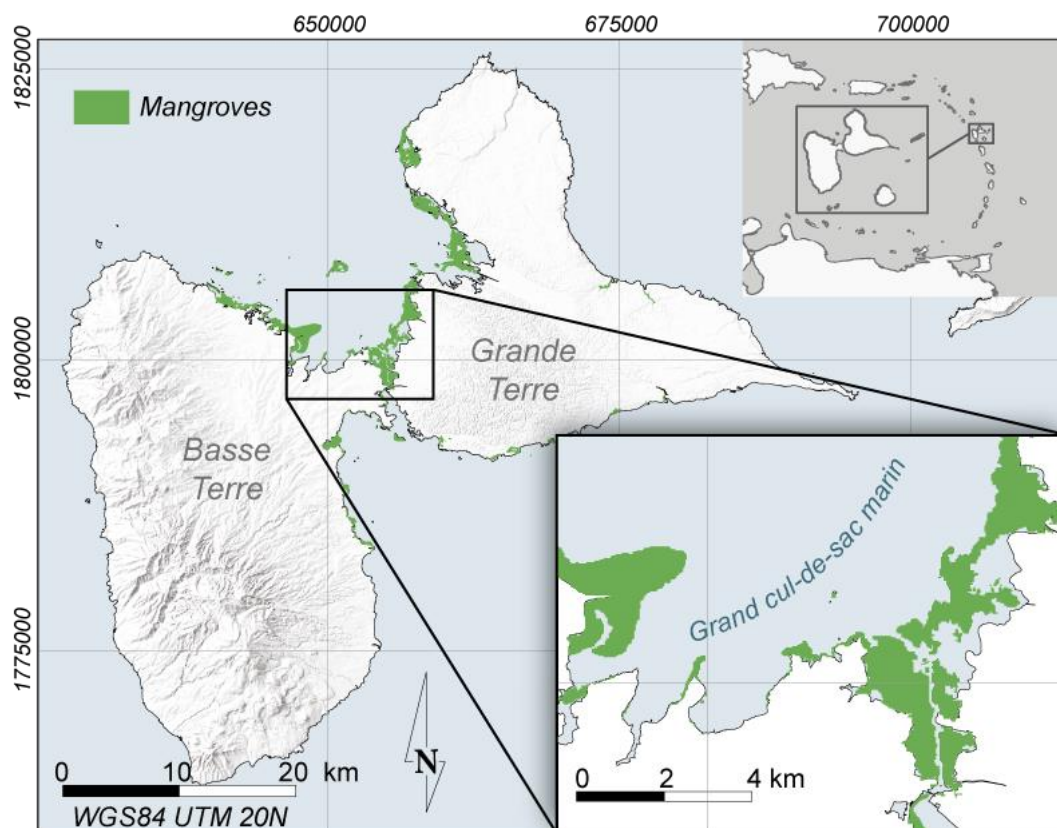 650000
675000
700000
1825000
1800000
1775000
Mangroves
Grande
Terre
Basse
Terre
Grand cul-de-sac marin
N
0 10 20 km
WGS84 UTM 20N
0 2 4 km